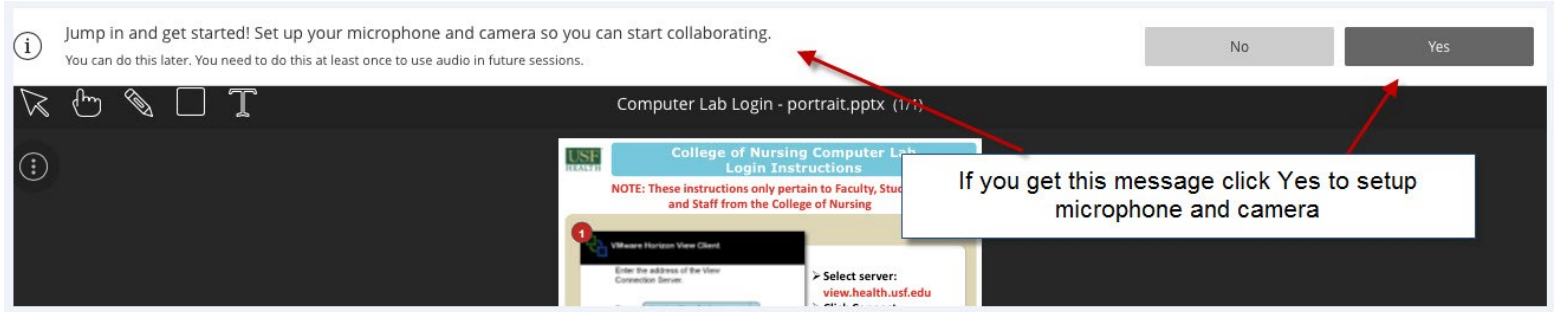 Jump in and get started! Set up your microphone and camera so you can start collaborating.
You can do this later. You need to do this at least once to use audio in future sessions.
No
Yes
T
Computer Lab Login - portrait.pptx (1/1)
USF
HEALTH
College of Nursing Computer Lab
Login Instructions
NOTE: These instructions only pertain to Faculty,
and Staff from the College of Nursing
If you get this message click Yes to setup
microphone and camera
1
VMware Horizon View Client
Enter the address of the View
Connection Server.
➢ Select server:
view.health.usf.edu